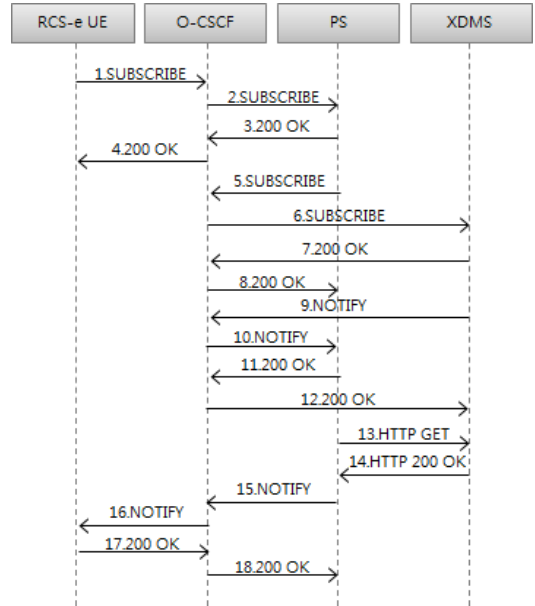 RCS-e UE
O-CSCF
PS
XDMS
1.SUBSCRIBE
2.SUBSCRIBE
3.200 OK
4.200 OK
5.SUBSCRIBE
6.SUBSCRIBE
7.200 OK
8.200 OK
9.NOTIFY
10.NOTIFY
11.200 OK
12.200 OK
13.HTTP GET
14.HTTP 200 OK
15.NOTIFY
16.NOTIFY
17.200 OK
18.200 OK